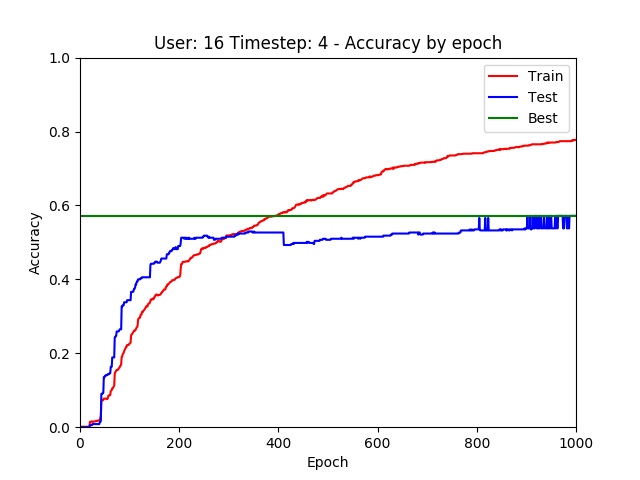 User: 16 Timestep: 4 - Accuracy by epoch
Train
Test
Best
Accuracy
1.0
0.8
0.6
0.4
0.2
0.0
0 200 400 600 800 1000
Epoch